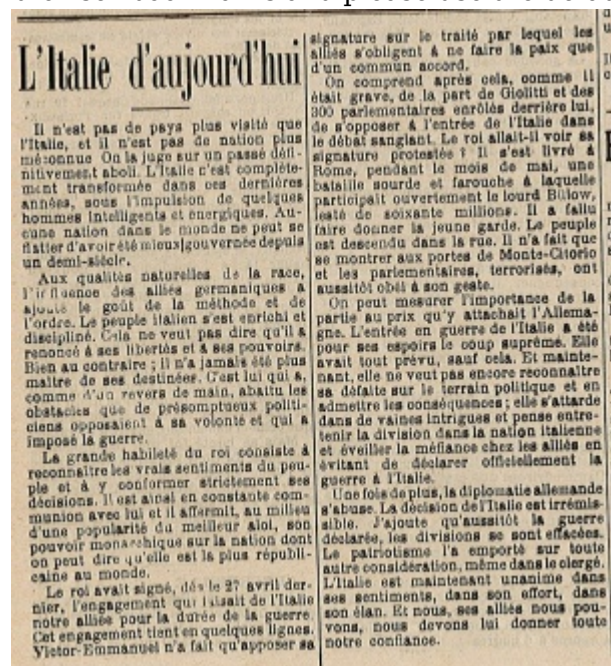 L'Italie d'aujourd'hui
Il n'est pas de pays plus visité que
l'Italie, et il n'est pas de nation plus
méconnue On la juge sur un passé défi-
nitivement aboli. L'Italie s'est complète-
ment transformée dans ces dernières
années, sous l'impulsion de quelques
hommes intelligents et énergiques. Au-
cune nation dans le monde ne peut se
flatter d'avoir été mieux gouvernée depuis
un demi-siècle.
Aux qualités naturelles de la race,
l'influence des alliés germaniques a
ajouté le goût de la méthode et de
l'ordre. Le peuple italien s'est enrichi et
discipliné. Cela ne veut pas dire qu'il a
renoncé à ses libertés et à ses pouvoirs.
Bien au contraire ; il n'a jamais été plus
maître de ses destinées. C'est lui qui a,
comme d'un revers de main, abattu les
obstacles que de présomptueux politi-
ciens opposaient à sa volonté et qui a
imposé la guerre.
La grande habileté du roi consiste à
reconnaître les vrais sentiments du peu-
ple et à y conformer strictement ses
décisions. Il est ainsi en constante com-
munion avec lui et il affermit, au milieu
d'une popularité du meilleur aloi, son
pouvoir monarchique sur la nation dont
on peut dire qu'elle est la plus républi-
caine au monde.
Le roi avait signé, dès le 27 avril der-
nier, l'engagement qui faisait de l'Italie
notre alliée pour la durée de la guerre.
Cet engagement tient en quelques lignes.
Victor-Emmanuel n'a fait qu'apposer sa
signature sur le traité par lequel les
alliés s'obligent à ne faire la paix que
d'un commun accord.
On comprend après cela, comme il
était grave, de la part de Giolitti et des
300 parlementaires enrôlés derrière lui,
de s'opposer à l'entrée de l'Italie dans
le débat sanglant. Le roi allait-il voir sa
signature protestée ? Il s'est livré à
Rome, pendant le mois de mai, une
bataille sourde et farouche à laquelle
participait ouvertement le lourd Bülow,
lesté de soixante millions. Il a fallu
faire donner la jeune garde. Le peuple
est descendu dans la rue. Il n'a fait que
se montrer aux portes de Monte-Citorio
et les parlementaires, terrorisés, ont
aussitôt obéi à son geste.
On peut mesurer l'importance de la
partie au prix qu'y attachait l'Allema-
gne. L'entrée en guerre de l'Italie a été
pour ses espoirs le coup suprême. Elle
avait tout prévu, sauf cela. Et mainte-
nant, elle ne veut pas encore reconnaître
sa défaite sur le terrain politique et en
admettre les conséquences ; elle s'attarde
dans de vaines intrigues et pense entre-
tenir la division dans la nation italienne
et éveiller la méfiance chez les alliés en
évitant de déclarer officiellement la
guerre à l'Italie.
Une fois de plus, la diplomatie allemande
s'abuse. La décision de l'Italie est irrémis-
sible. J'ajoute qu'aussitôt la guerre
déclarée, les divisions se sont effacées.
Le patriotisme l'a emporté sur toute
autre considération, même dans le clergé.
L'Italie est maintenant unanime dans
ses sentiments, dans son effort, dans
son élan. Et nous, ses alliés nous pou-
vons, nous devons lui donner toute
notre confiance.